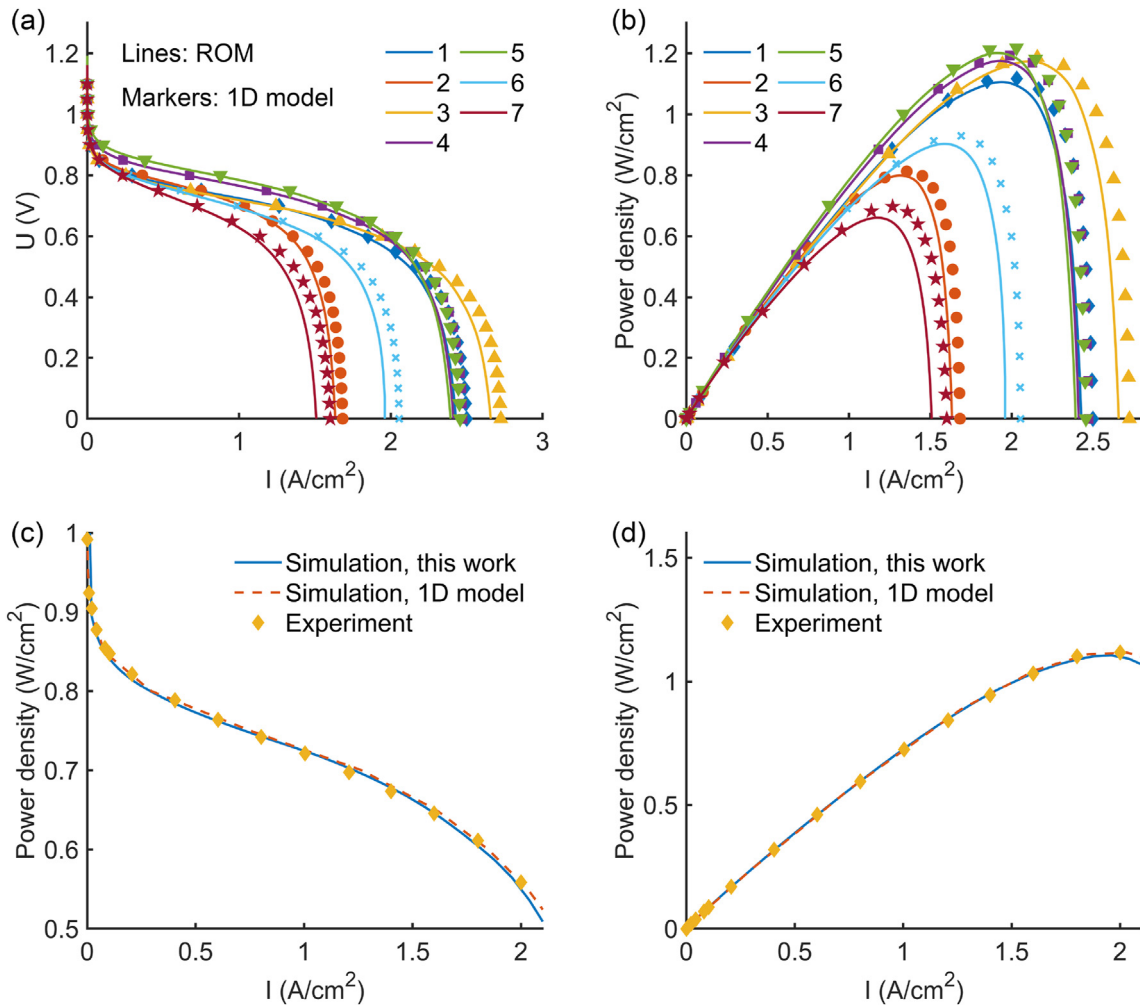 (a)
Lines: ROM
Markers: 1D model
1
2
3
4
5
6
7
U (V)
1.2
1
0.8
0.6
0.4
0.2
0
0
1
2
3
I (A/cm²)
(b)
1
2
3
4
5
6
7
Power density (W/cm²)
1.2
1
0.8
0.6
0.4
0.2
0
0
0.5
1
1.5
2
2.5
I (A/cm²)
(c)
Simulation, this work
Simulation, 1D model
Experiment
Power density (W/cm²)
1
0.9
0.8
0.7
0.6
0.5
0
0.5
1
1.5
2
I (A/cm²)
(d)
Simulation, this work
Simulation, 1D model
Experiment
Power density (W/cm²)
1.5
1
0.5
0
0
0.5
1
1.5
2
I (A/cm²)